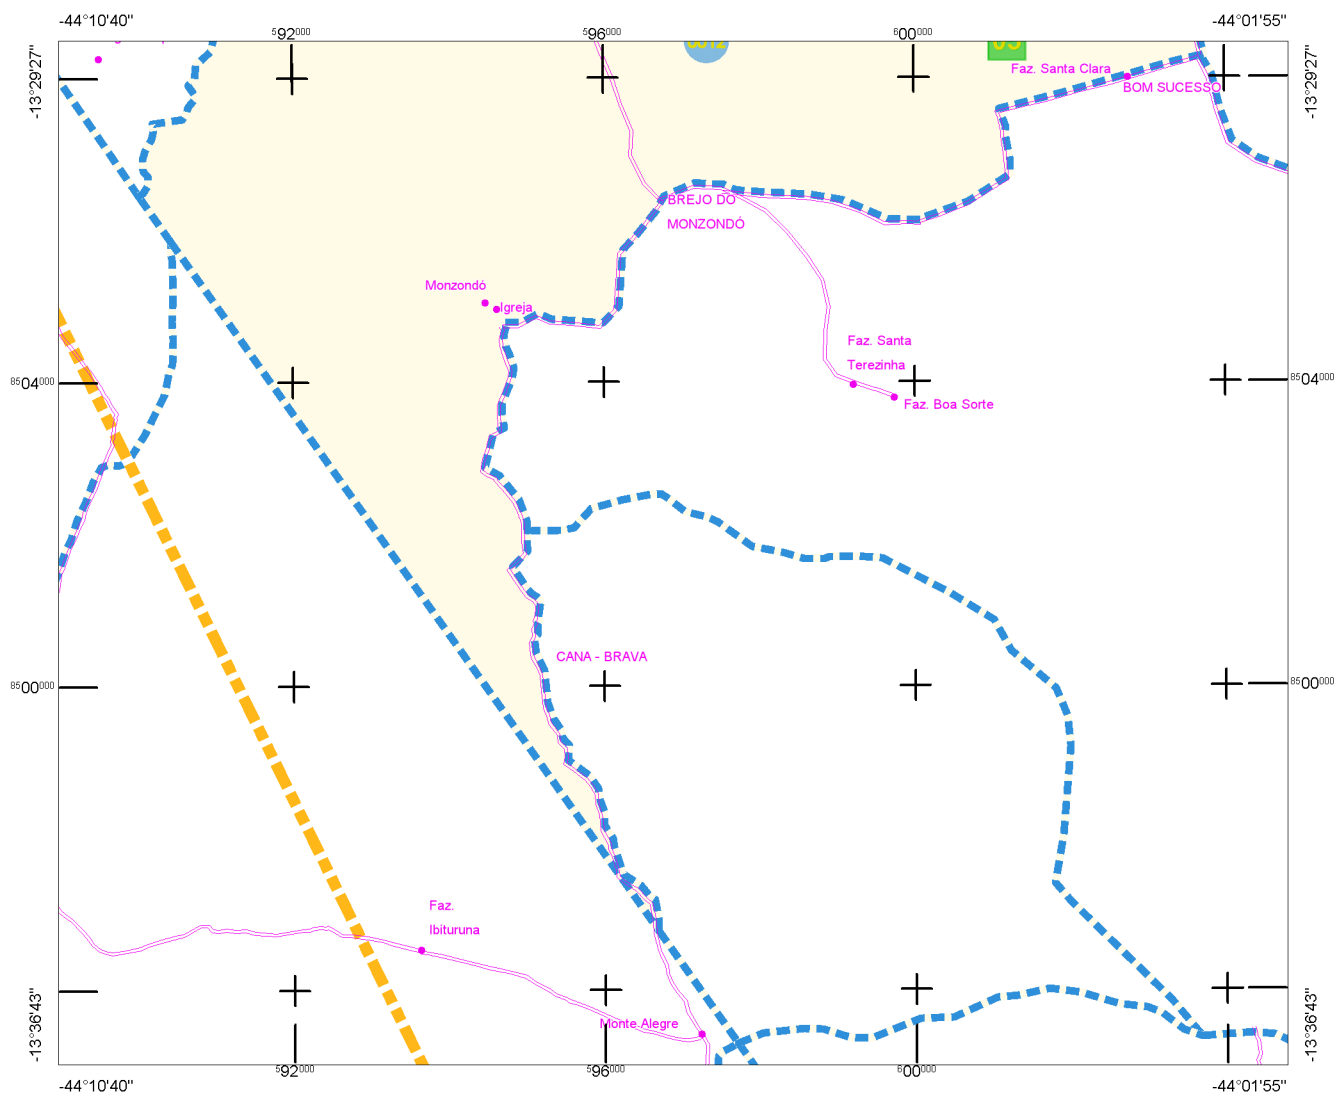 -44°10'40"
-44°01'55"
592000
596000
600000
-13°29'27"
-13°29'27"
0012
05
Faz. Santa Clara
BOM SUCESSO
BREJO DO
MONZONDÓ
Monzondó
Igreja
Faz. Santa
Terezinha
Faz. Boa Sorte
8504000
8504000
CANA - BRAVA
8500000
8500000
Faz.
Ibituruna
Monte Alegre
-13°36'43"
-13°36'43"
592000
596000
600000
-44°10'40"
-44°01'55"